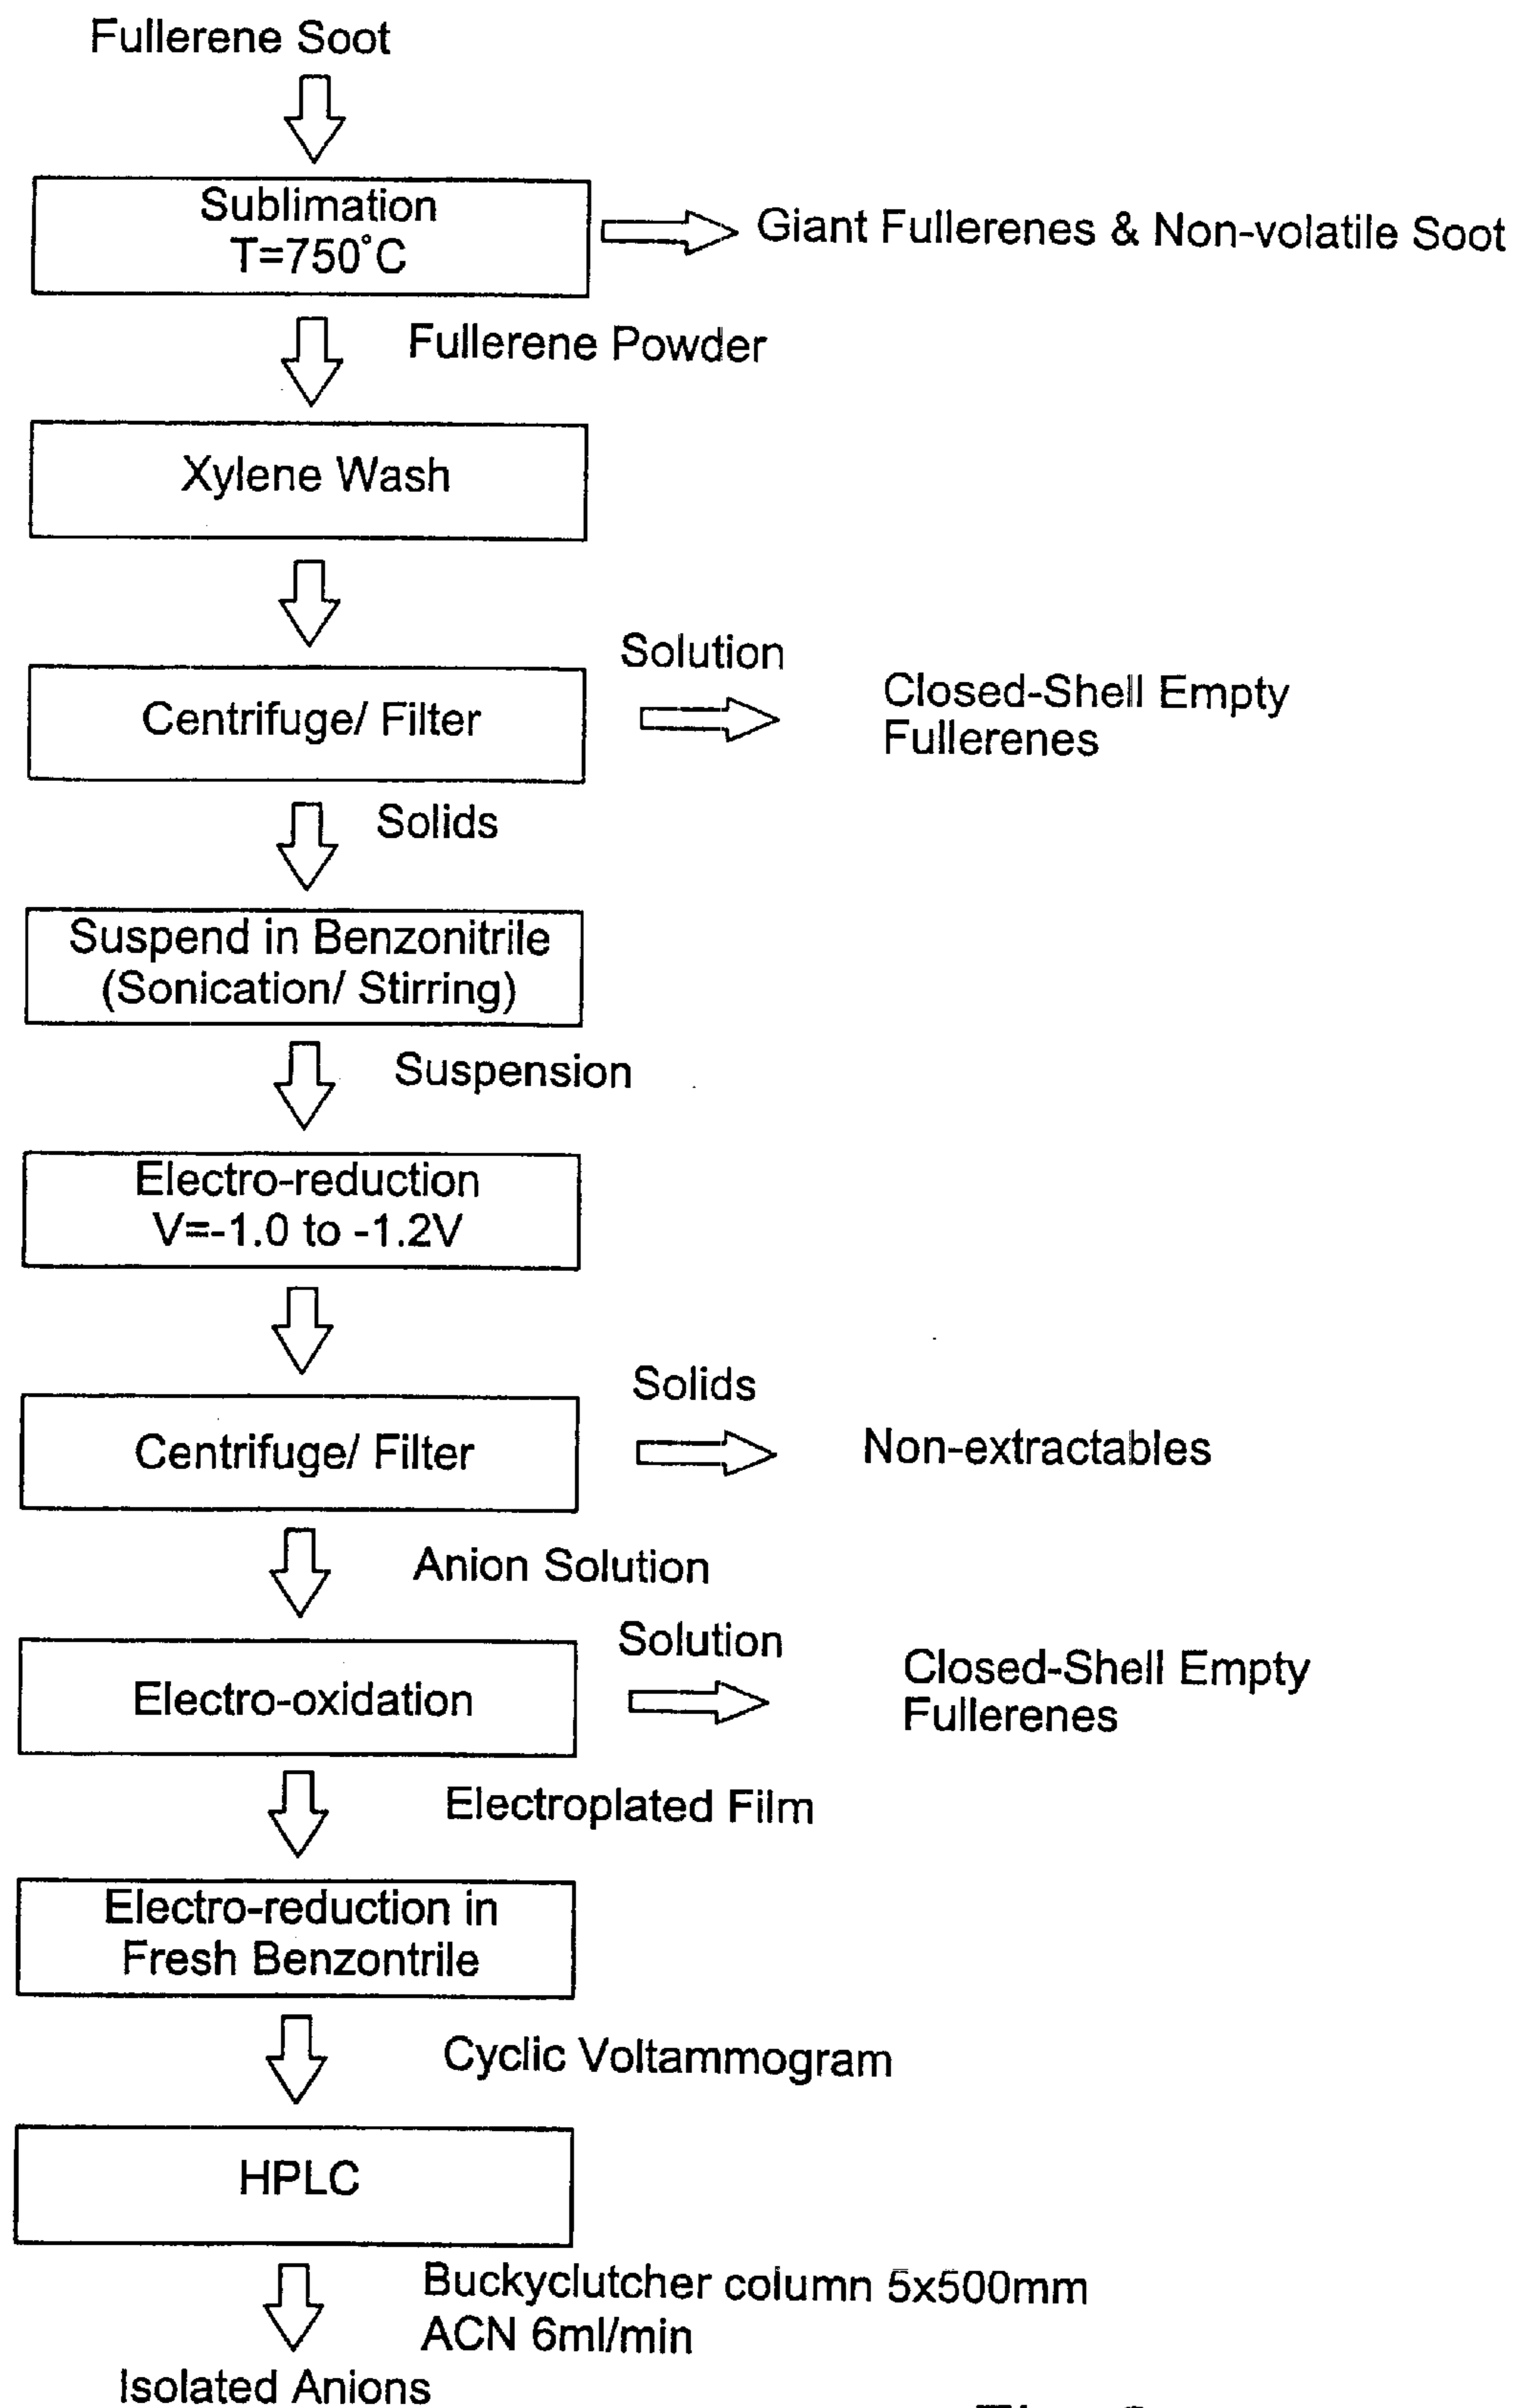 Fullerene Soot
Sublimation
T=750°C
Giant Fullerenes & Non-volatile Soot
Fullerene Powder
Xylene Wash
Centrifuge/ Filter
Solution
Closed-Shell Empty
Fullerenes
Solids
Suspend in Benzonitrile
(Sonication/ Stirring)
Suspension
Electro-reduction
V=-1.0 to -1.2V
Centrifuge/ Filter
Solids
Non-extractables
Anion Solution
Electro-oxidation
Solution
Closed-Shell Empty
Fullerenes
Electroplated Film
Electro-reduction in
Fresh Benzontrile
Cyclic Voltammogram
HPLC
Buckyclutcher column 5x500mm
ACN 6ml/min
Isolated Anions